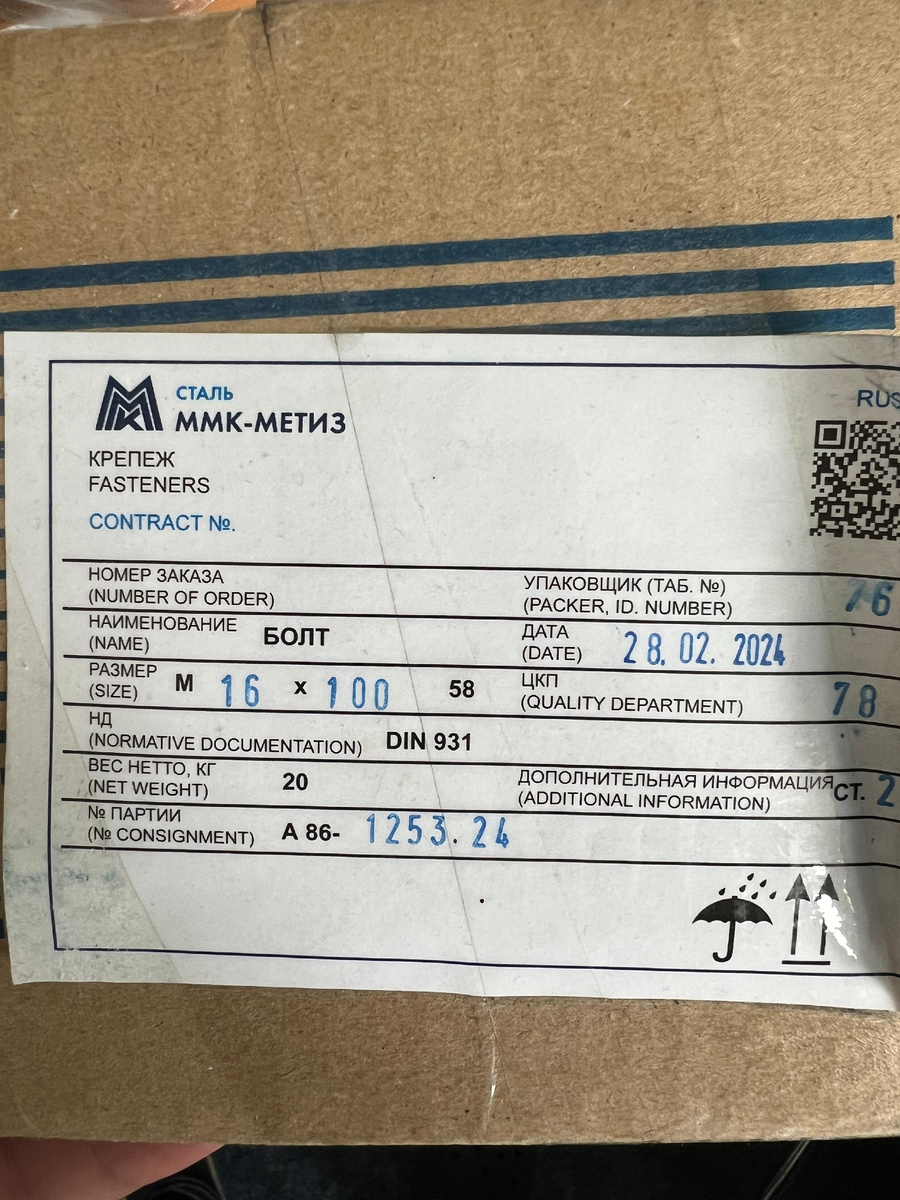 СТАЛЬ
ММК-МЕТИЗ
RUS
КРЕПЕЖ
FASTENERS
CONTRACT №.
НОМЕР ЗАКАЗА
(NUMBER OF ORDER)
УПАКОВЩИК (ТАБ. №)
(PACKER, ID. NUMBER) 76
НАИМЕНОВАНИЕ
(NAME) БОЛТ
ДАТА
(DATE) 28.02.2024
РАЗМЕР
(SIZE) М 16 х 100 58
ЦКП
(QUALITY DEPARTMENT) 78
НД
(NORMATIVE DOCUMENTATION) DIN 931
ВЕС НЕТТО, КГ
(NET WEIGHT) 20
ДОПОЛНИТЕЛЬНАЯ ИНФОРМАЦИЯ
(ADDITIONAL INFORMATION) СТ. 2
№ ПАРТИИ
(№ CONSIGNMENT) А 86- 1253.24